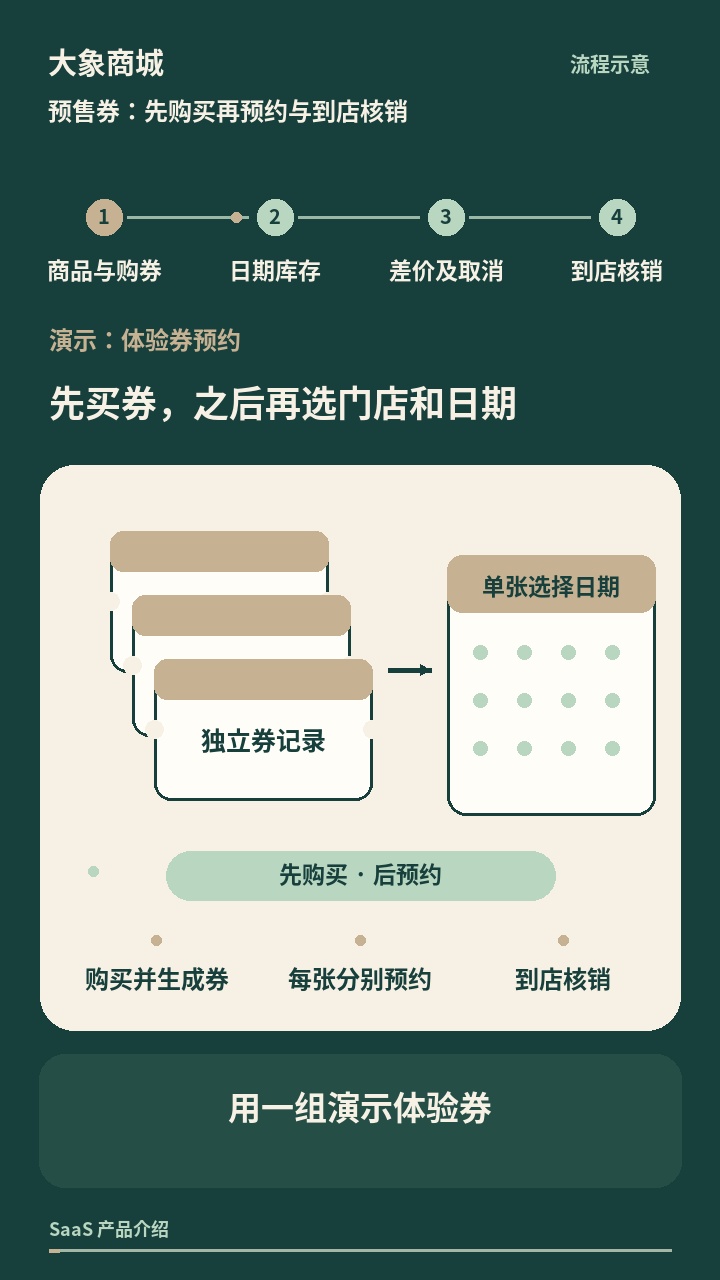 大象商城
流程示意
预售券：先购买再预约与到店核销
1 2 3 4
商品与购券 日期库存 差价及取消 到店核销
演示：体验券预约
先买券，之后再选门店和日期
单张选择日期
独立券记录
先购买 · 后预约
购买并生成券 每张分别预约 到店核销
用一组演示体验券
SaaS 产品介绍